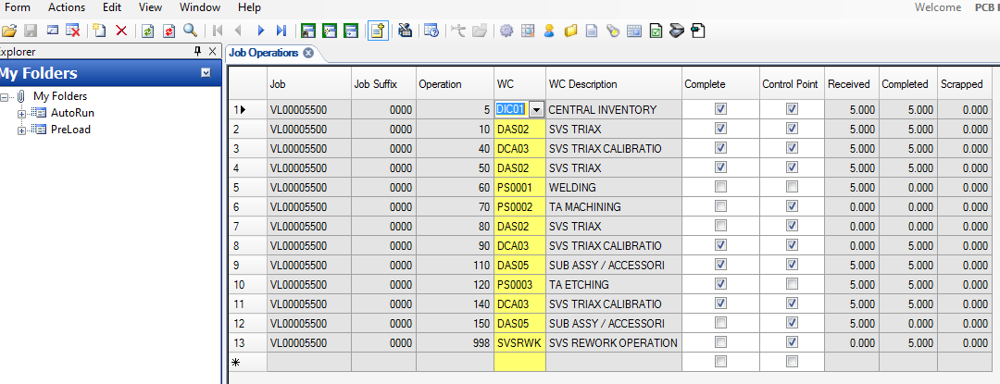 Form Actions Edit View Window Help Welcome PCB
Explorer
Job Operations
My Folders
My Folders
AutoRun
PreLoad
Job Job Suffix Operation WC WC Description Complete Control Point Received Completed Scrapped
1 VL00005500 0000 5 DIC01 CENTRAL INVENTORY 5.000 5.000 0.000
2 VL00005500 0000 10 DAS02 SVS TRIAX 5.000 5.000 0.000
3 VL00005500 0000 40 DCA03 SVS TRIAX CALIBRATIO 5.000 5.000 0.000
4 VL00005500 0000 50 DAS02 SVS TRIAX 5.000 5.000 0.000
5 VL00005500 0000 60 PS0001 WELDING 5.000 0.000 0.000
6 VL00005500 0000 70 PS0002 TA MACHINING 0.000 0.000 0.000
7 VL00005500 0000 80 DAS02 SVS TRIAX 0.000 0.000 0.000
8 VL00005500 0000 90 DCA03 SVS TRIAX CALIBRATIO 0.000 5.000 0.000
9 VL00005500 0000 110 DAS05 SUB ASSY / ACCESSORI 5.000 5.000 0.000
10 VL00005500 0000 120 PS0003 TA ETCHING 5.000 5.000 0.000
11 VL00005500 0000 140 DCA03 SVS TRIAX CALIBRATIO 5.000 5.000 0.000
12 VL00005500 0000 150 DAS05 SUB ASSY / ACCESSORI 5.000 0.000 0.000
13 VL00005500 0000 998 SVSRWK SVS REWORK OPERATION 0.000 5.000 0.000